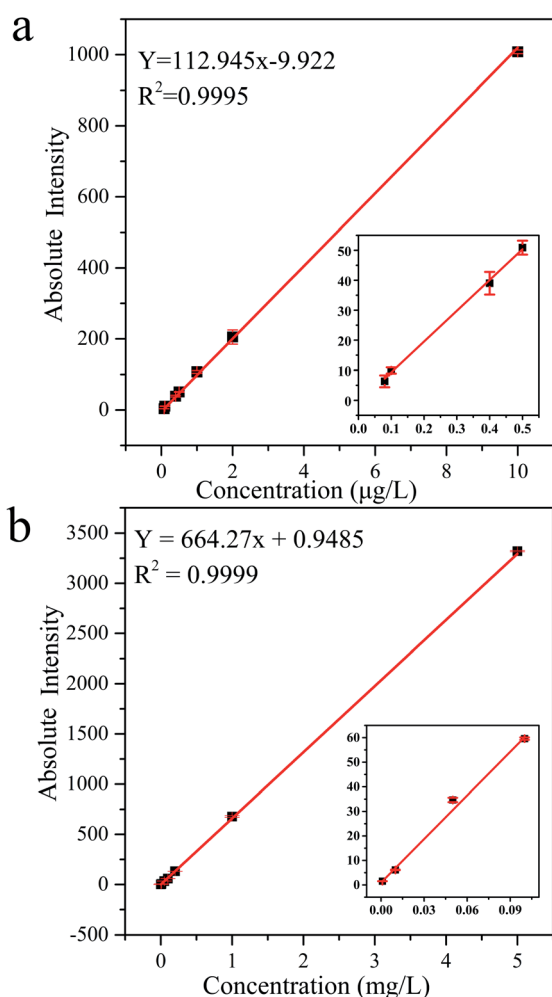 a
Y=112.945x-9.922
R²=0.9995
1000
800
600
400
200
0
Absolute Intensity
50
40
30
20
10
0
0.0 0.1 0.2 0.3 0.4 0.5
0 2 4 6 8 10
Concentration (μg/L)
b
Y = 664.27x + 0.9485
R² = 0.9999
3500
3000
2500
2000
1500
1000
500
0
-500
Absolute Intensity
60
50
40
30
20
10
0
0.00 0.03 0.06 0.09
0 1 2 3 4 5
Concentration (mg/L)